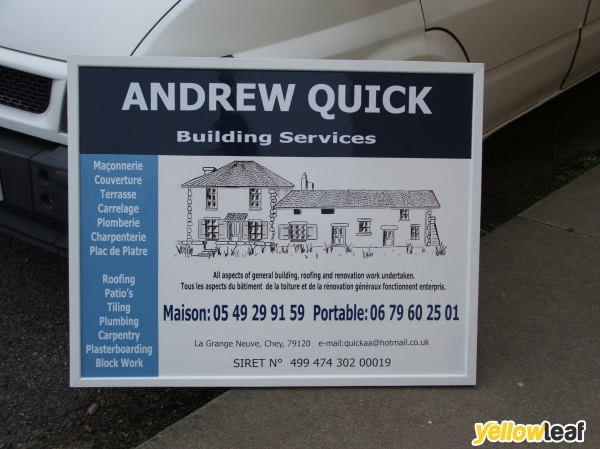 ANDREW QUICK
Building Services
Maçonnerie
Couverture
Terrasse
Carrelage
Plomberie
Charpenterie
Plac de Platre
Roofing
Patio's
Tiling
Plumbing
Carpentry
Plasterboarding
Block Work
All aspects of general building, roofing and renovation work undertaken.
Tous les aspects du bâtiment de la toiture et de la rénovation généraux fonctionnent enterpris.
Maison: 05 49 29 91 59 Portable: 06 79 60 25 01
La Grange Neuve, Chey, 79120 e-mail:quickaa@hotmail.co.uk
SIRET N° 499 474 302 00019
yellowleaf